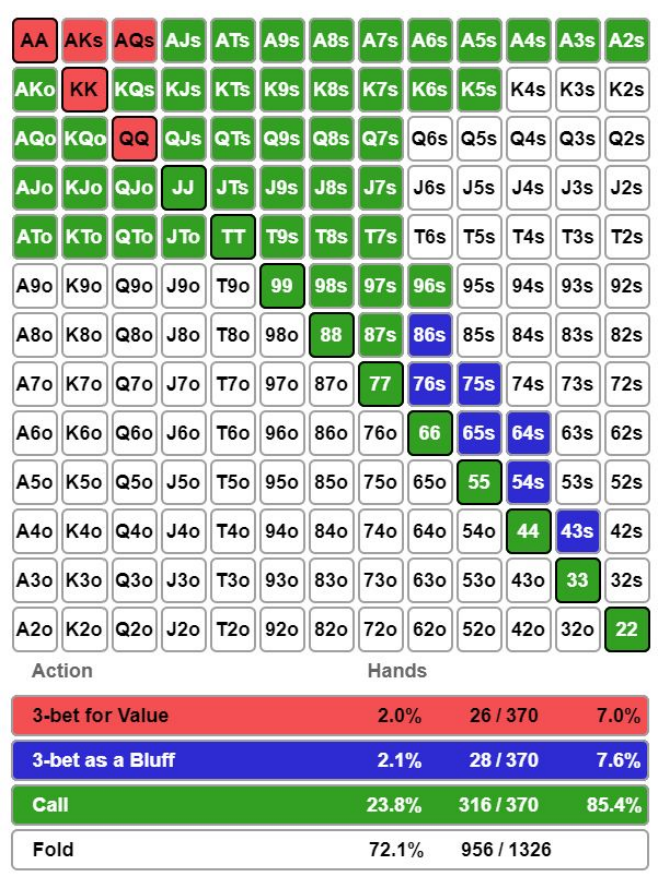 AA AKs AQs AJs ATs A9s A8s A7s A6s A5s A4s A3s A2s
AKo KK KQs KJs KTs K9s K8s K7s K6s K5s K4s K3s K2s
AQo KQo QQ QJs QTs Q9s Q8s Q7s Q6s Q5s Q4s Q3s Q2s
AJo KJo QJo JJ JTs J9s J8s J7s J6s J5s J4s J3s J2s
ATo KTo QTo JTo TT T9s T8s T7s T6s T5s T4s T3s T2s
A9o K9o Q9o J9o T9o 99 98s 97s 96s 95s 94s 93s 92s
A8o K8o Q8o J8o T8o 98o 88 87s 86s 85s 84s 83s 82s
A7o K7o Q7o J7o T7o 97o 87o 77 76s 75s 74s 73s 72s
A6o K6o Q6o J6o T6o 96o 86o 76o 66 65s 64s 63s 62s
A5o K5o Q5o J5o T5o 95o 85o 75o 65o 55 54s 53s 52s
A4o K4o Q4o J4o T4o 94o 84o 74o 64o 54o 44 43s 42s
A3o K3o Q3o J3o T3o 93o 83o 73o 63o 53o 43o 33 32s
A2o K2o Q2o J2o T2o 92o 82o 72o 62o 52o 42o 32o 22
Action Hands
3-bet for Value 2.0% 26 / 370 7.0%
3-bet as a Bluff 2.1% 28 / 370 7.6%
Call 23.8% 316 / 370 85.4%
Fold 72.1% 956 / 1326